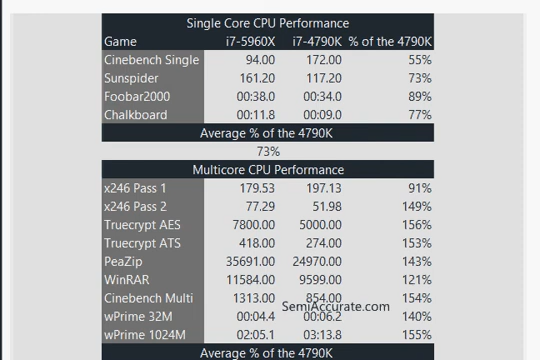 Single Core CPU Performance
Game i7-5960X i7-4790K % of the 4790K
Cinebench Single 94.00 172.00 55%
Sunspider 161.20 117.20 73%
Foobar2000 00:38.0 00:34.0 89%
Chalkboard 00:11.8 00:09.0 77%
Average % of the 4790K
73%
Multicore CPU Performance
x246 Pass 1 179.53 197.13 91%
x246 Pass 2 77.29 51.98 149%
Truecrypt AES 7800.00 5000.00 156%
Truecrypt ATS 418.00 274.00 153%
PeaZip 35691.00 24970.00 143%
WinRAR 11584.00 9599.00 121%
Cinebench Multi 1313.00 854.00 154%
SemiAccurate.com
wPrime 32M 00:04.4 00:06.2 140%
wPrime 1024M 02:05.1 03:13.8 155%
Average % of the 4790K